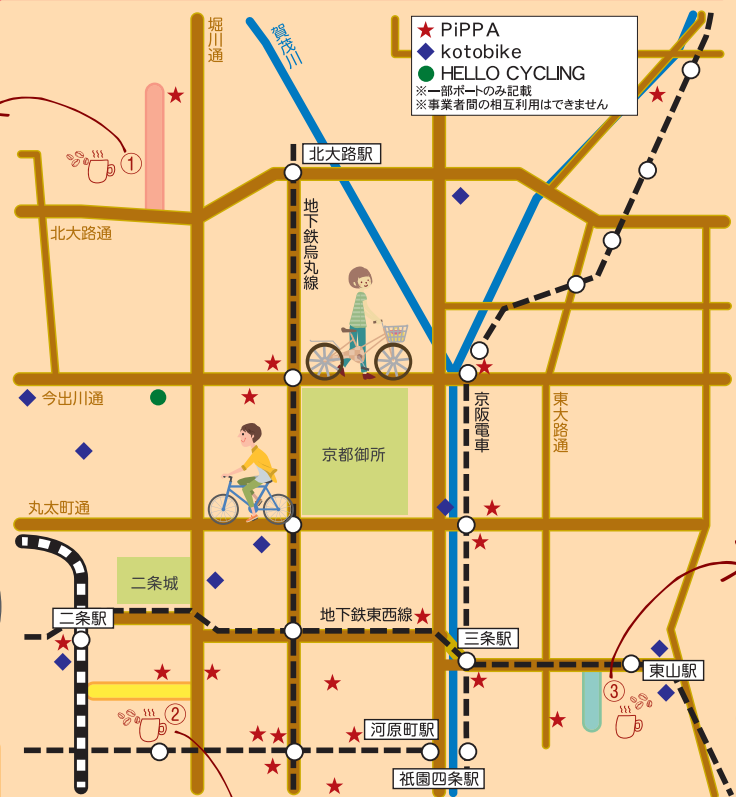 堀川通
賀茂川
PiPPA
kotobike
HELLO CYCLING
※一部ポートのみ記載
※事業者間の相互利用はできません
①
北大路駅
地下鉄烏丸線
北大路通
今出川通
京阪電車
東大路通
京都御所
丸太町通
二条城
二条駅
地下鉄東西線
三条駅
東山駅
③
②
河原町駅
祇園四条駅